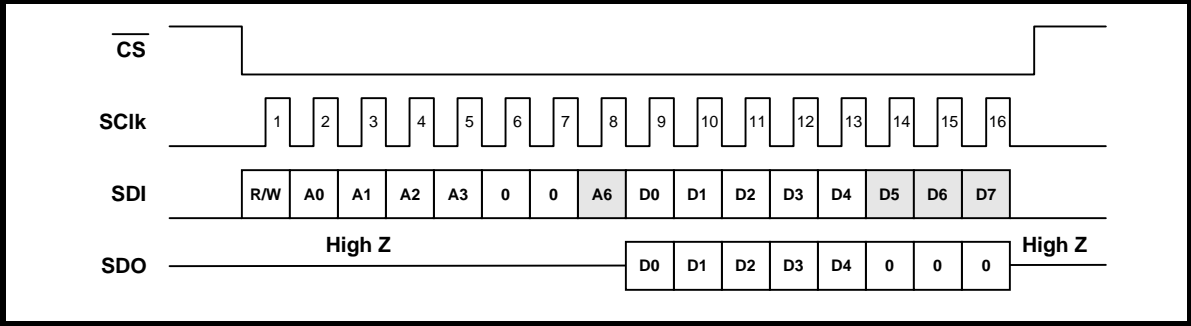 CS
SClk 1 2 3 4 5 6 7 8 9 10 11 12 13 14 15 16
SDI R/W A0 A1 A2 A3 0 0 A6 D0 D1 D2 D3 D4 D5 D6 D7
High Z High Z
SDO D0 D1 D2 D3 D4 0 0 0